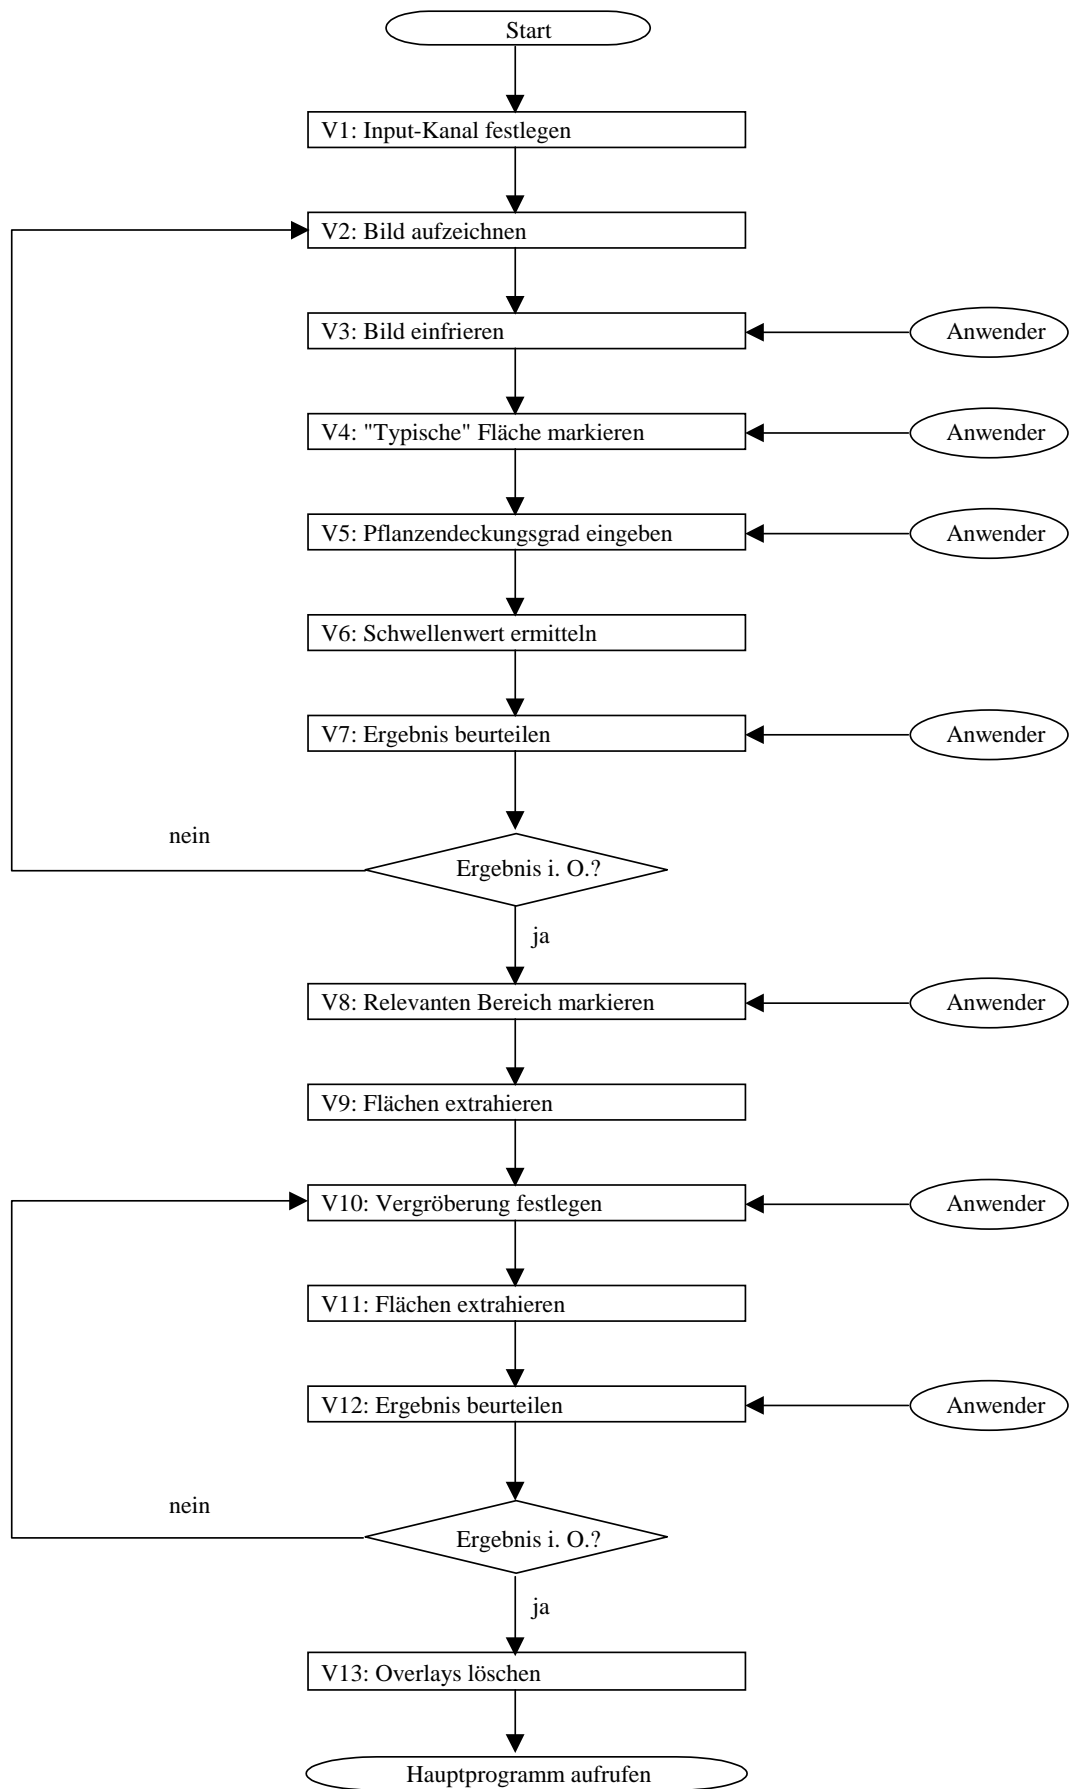 Start
V1: Input-Kanal festlegen
V2: Bild aufzeichnen
V3: Bild einfrieren
Anwender
V4: "Typische" Fläche markieren
Anwender
V5: Pflanzendeckungsgrad eingeben
Anwender
V6: Schwellenwert ermitteln
V7: Ergebnis beurteilen
Anwender
nein
Ergebnis i. O.?
ja
V8: Relevanten Bereich markieren
Anwender
V9: Flächen extrahieren
V10: Vergröberung festlegen
Anwender
V11: Flächen extrahieren
V12: Ergebnis beurteilen
Anwender
nein
Ergebnis i. O.?
ja
V13: Overlays löschen
Hauptprogramm aufrufen